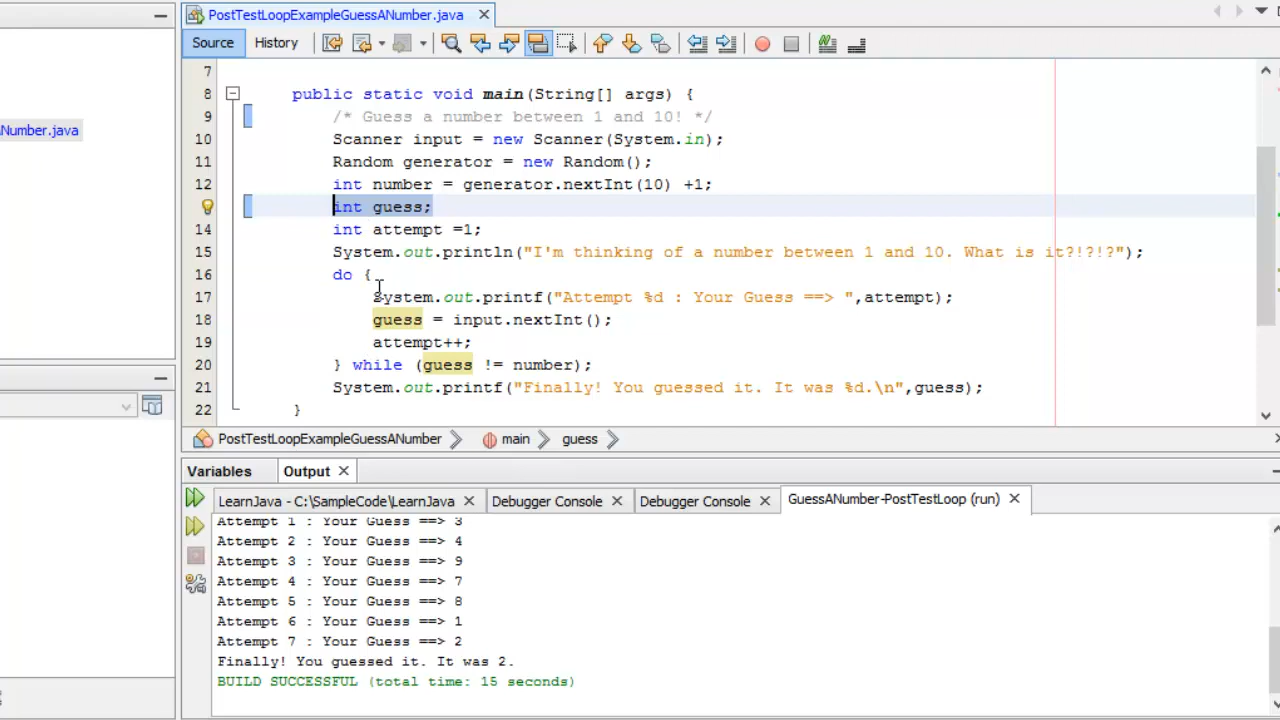 PostTestLoopExampleGuessANumber.java
Source History
ANumber.java
7
8 public static void main(String[] args) {
9 /* Guess a number between 1 and 10! */
10 Scanner input = new Scanner(System.in);
11 Random generator = new Random();
12 int number = generator.nextInt(10) +1;
int guess;
14 int attempt =1;
15 System.out.println("I'm thinking of a number between 1 and 10. What is it?!?!?");
16 do {
17 System.out.printf("Attempt %d : Your Guess ==> ",attempt);
18 guess = input.nextInt();
19 attempt++;
20 } while (guess != number);
21 System.out.printf("Finally! You guessed it. It was %d.\n",guess);
22 }
PostTestLoopExampleGuessANumber main guess
Variables Output
LearnJava - C:\SampleCode\LearnJava Debugger Console Debugger Console GuessANumber-PostTestLoop (run)
Attempt 1 : Your Guess ==> 3
Attempt 2 : Your Guess ==> 4
Attempt 3 : Your Guess ==> 9
Attempt 4 : Your Guess ==> 7
Attempt 5 : Your Guess ==> 8
Attempt 6 : Your Guess ==> 1
Attempt 7 : Your Guess ==> 2
Finally! You guessed it. It was 2.
BUILD SUCCESSFUL (total time: 15 seconds)